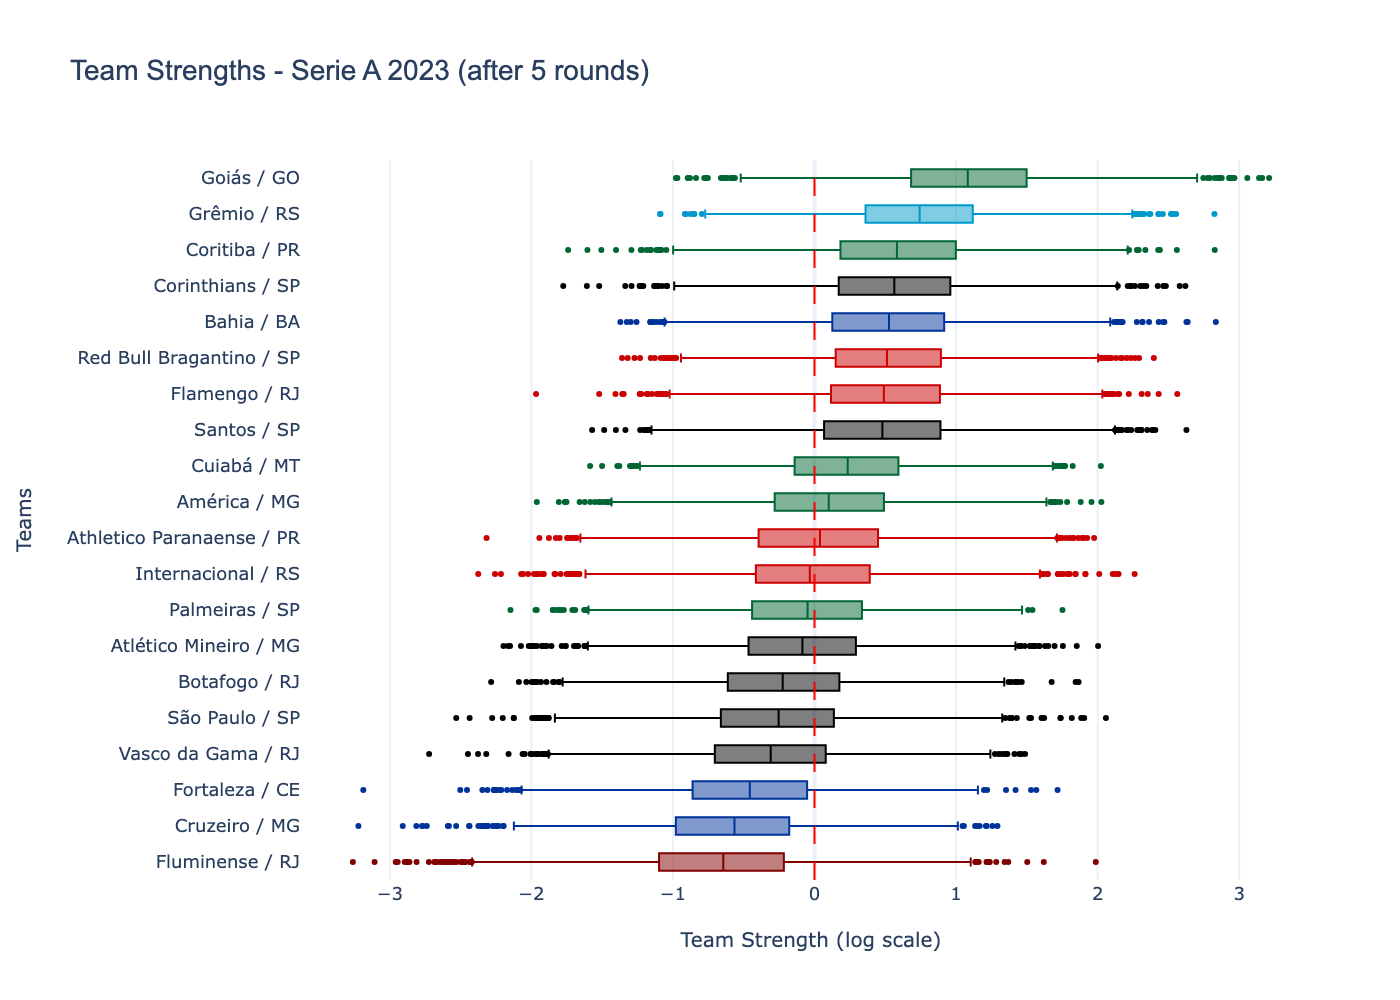 Team Strengths - Serie A 2023 (after 5 rounds)
Teams
Goiás / GO
Grêmio / RS
Coritiba / PR
Corinthians / SP
Bahia / BA
Red Bull Bragantino / SP
Flamengo / RJ
Santos / SP
Cuiabá / MT
América / MG
Athletico Paranaense / PR
Internacional / RS
Palmeiras / SP
Atlético Mineiro / MG
Botafogo / RJ
São Paulo / SP
Vasco da Gama / RJ
Fortaleza / CE
Cruzeiro / MG
Fluminense / RJ
−3 −2 −1 0 1 2 3
Team Strength (log scale)